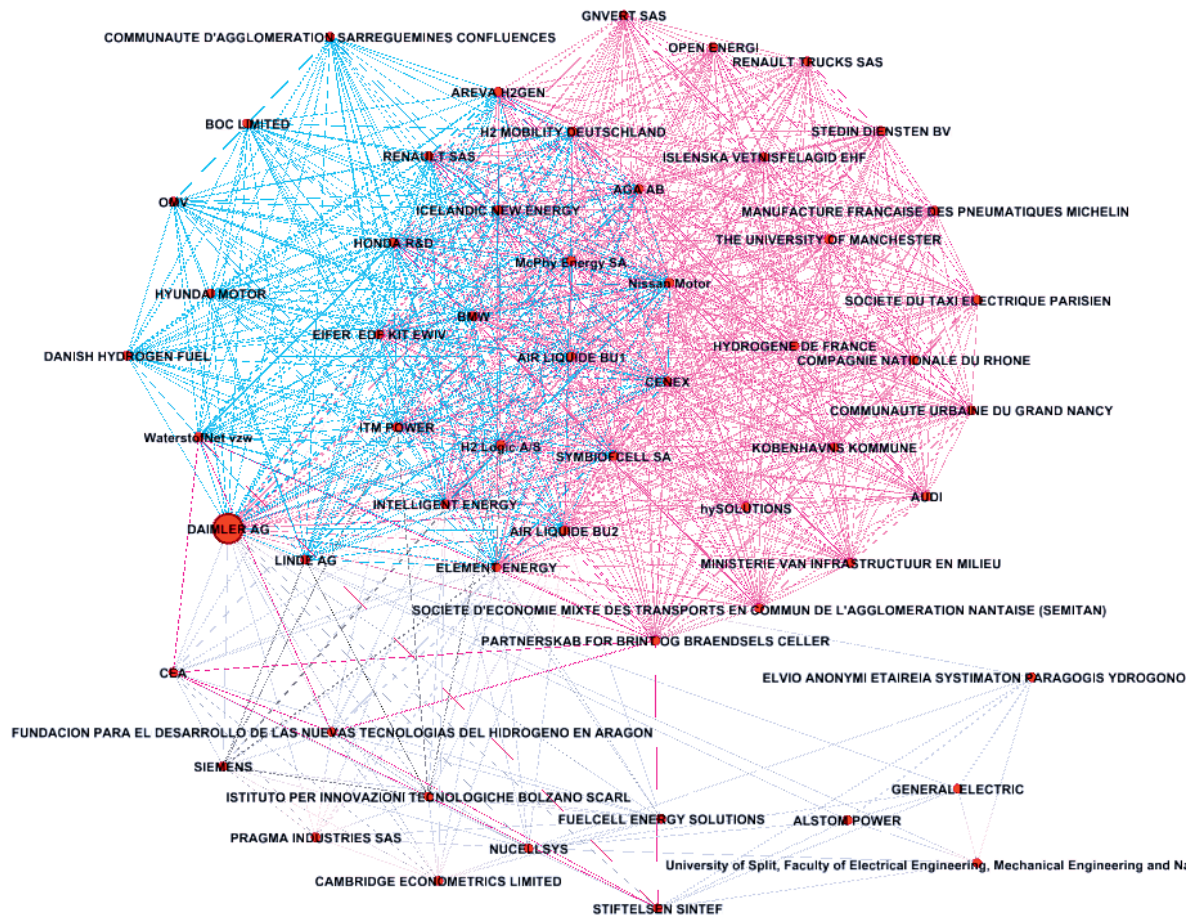 GNVERT SAS
COMMUNAUTE D'AGGLOMERATION SARREGUEMINES CONFLUENCES
OPEN ENERGI
RENAULT TRUCKS SAS
AREVA H2GEN
BOC LIMITED
H2 MOBILITY DEUTSCHLAND
STEDIN DIENSTEN BV
RENAULT SAS
ISLENSKA VETNISFELAGID EHF
AGA AB
OMV
ICELANDIC NEW ENERGY
MANUFACTURE FRANCAISE DES PNEUMATIQUES MICHELIN
HONDA R&D
THE UNIVERSITY OF MANCHESTER
McPhy Energy SA
Nissan Motor
HYUNDAI MOTOR
SOCIETE DU TAXI ELECTRIQUE PARISIEN
BMW
EIFER EDF KIT EWIV
HYDROGENE DE FRANCE
DANISH HYDROGEN FUEL
AIR LIQUIDE BU1
COMPAGNIE NATIONALE DU RHONE
CENEX
COMMUNAUTE URBAINE DU GRAND NANCY
ITM POWER
WaterstofNet vzw
H2 Logic A/S
KOBENHAVNS KOMMUNE
SYMBIOFCELL SA
AUDI
INTELLIGENT ENERGY
hySOLUTIONS
DAIMLER AG
AIR LIQUIDE BU2
LINDE AG
ELEMENT ENERGY
MINISTERIE VAN INFRASTRUCTUUR EN MILIEU
SOCIETE D'ECONOMIE MIXTE DES TRANSPORTS EN COMMUN DE L'AGGLOMERATION NANTAISE (SEMITAN)
PARTNERSKAB FOR BRINT OG BRAENDSELS CELLER
CEA
ELVIO ANONYMI ETAIREIA SYSTIMATON PARAGOGIS YDROGONO
FUNDACION PARA EL DESARROLLO DE LAS NUEVAS TECNOLOGIAS DEL HIDROGENO EN ARAGON
SIEMENS
GENERAL ELECTRIC
ISTITUTO PER INNOVAZIONI TECNOLOGICHE BOLZANO SCARL
FUELCELL ENERGY SOLUTIONS
ALSTOM POWER
PRAGMA INDUSTRIES SAS
NUCELLSYS
University of Split, Faculty of Electrical Engineering, Mechanical Engineering and Na
CAMBRIDGE ECONOMETRICS LIMITED
STIFTELSEN SINTEF